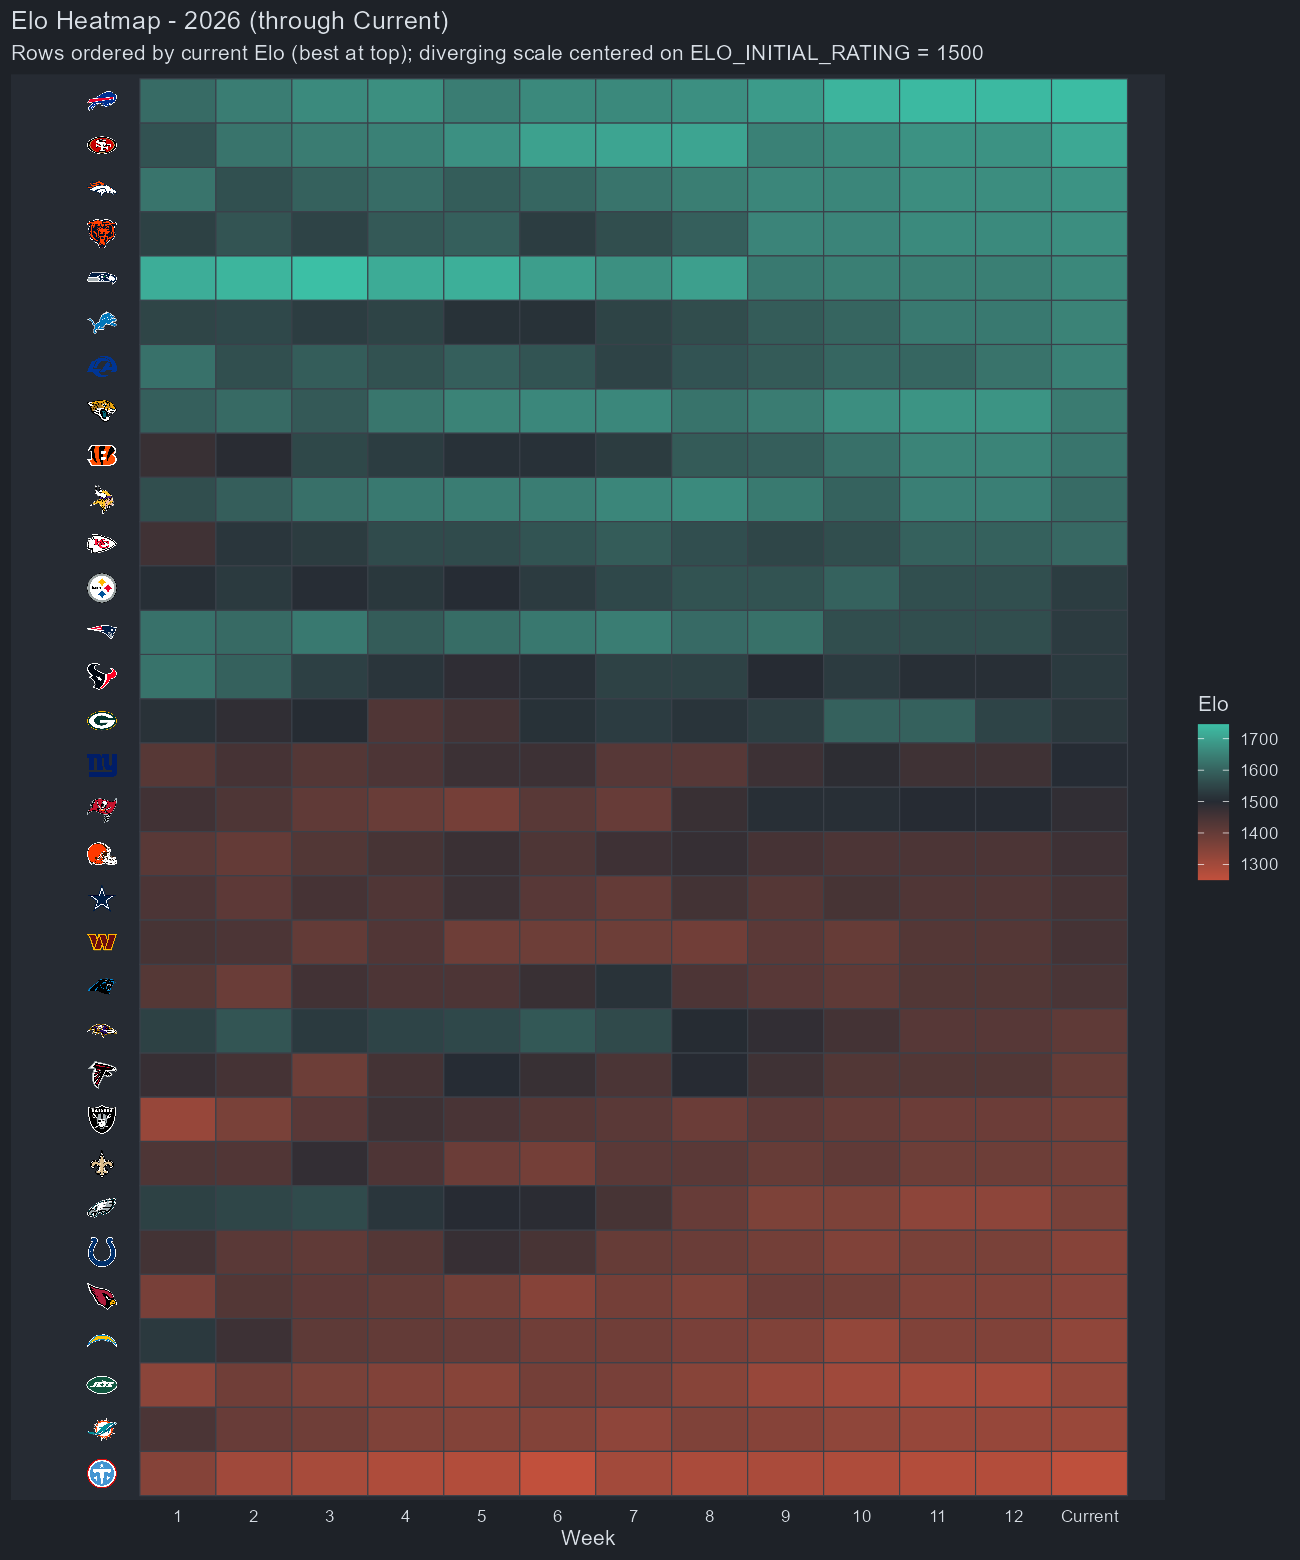 Elo Heatmap - 2026 (through Current)
Rows ordered by current Elo (best at top); diverging scale centered on ELO_INITIAL_RATING = 1500
Elo
1700
1600
1500
1400
1300
1 2 3 4 5 6 7 8 9 10 11 12 Current
Week